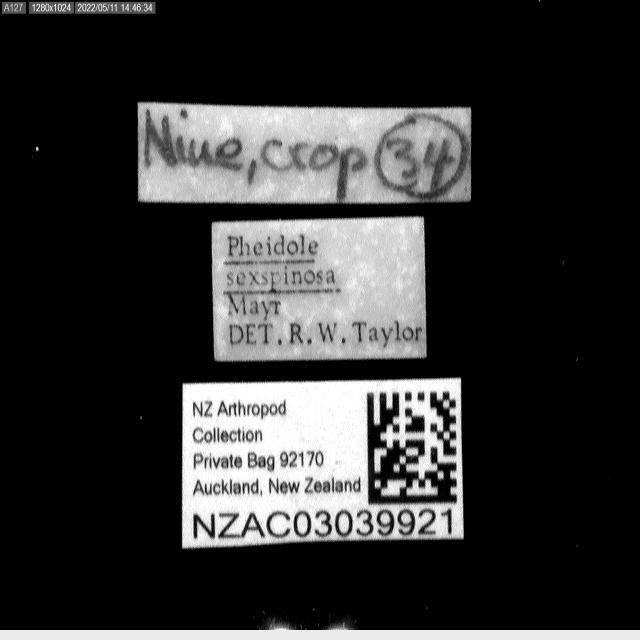 A127 1280x1024 2022/05/11 14.46.34
Niue, crop 34
Pheidole
sexspinosa
Mayr
DET. R. W. Taylor
NZ Arthropod
Collection
Private Bag 92170
Auckland, New Zealand
NZAC03039921